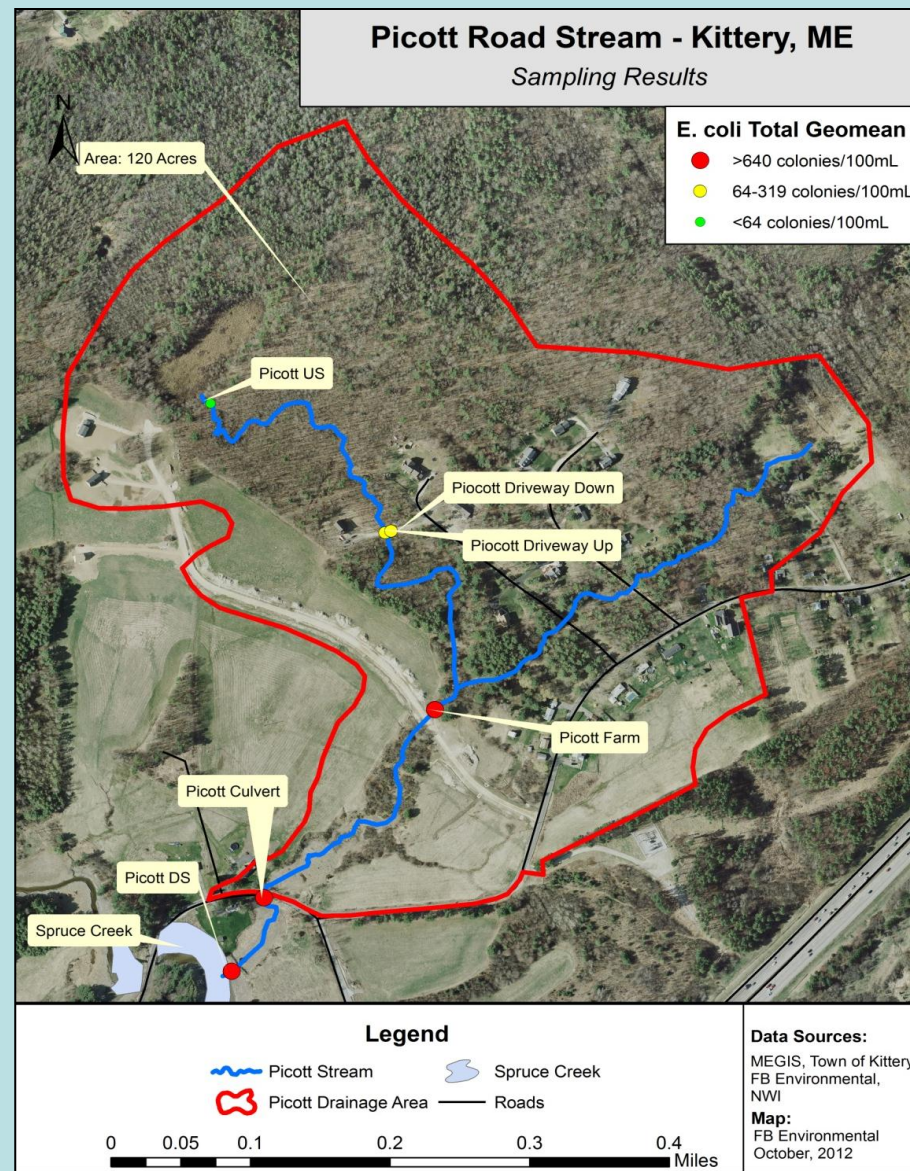 Picott Road Stream - Kittery, ME
Sampling Results
N
E. coli Total Geomean
>640 colonies/100mL
64-319 colonies/100mL
<64 colonies/100mL
Area: 120 Acres
Picott US
Piocott Driveway Down
Piocott Driveway Up
Picott Farm
Picott Culvert
Picott DS
Spruce Creek
Legend
Picott Stream
Spruce Creek
Picott Drainage Area
Roads
0 0.05 0.1 0.2 0.3 0.4
Miles
Data Sources:
MEGIS, Town of Kittery
FB Environmental,
NWI
Map:
FB Environmental
October, 2012